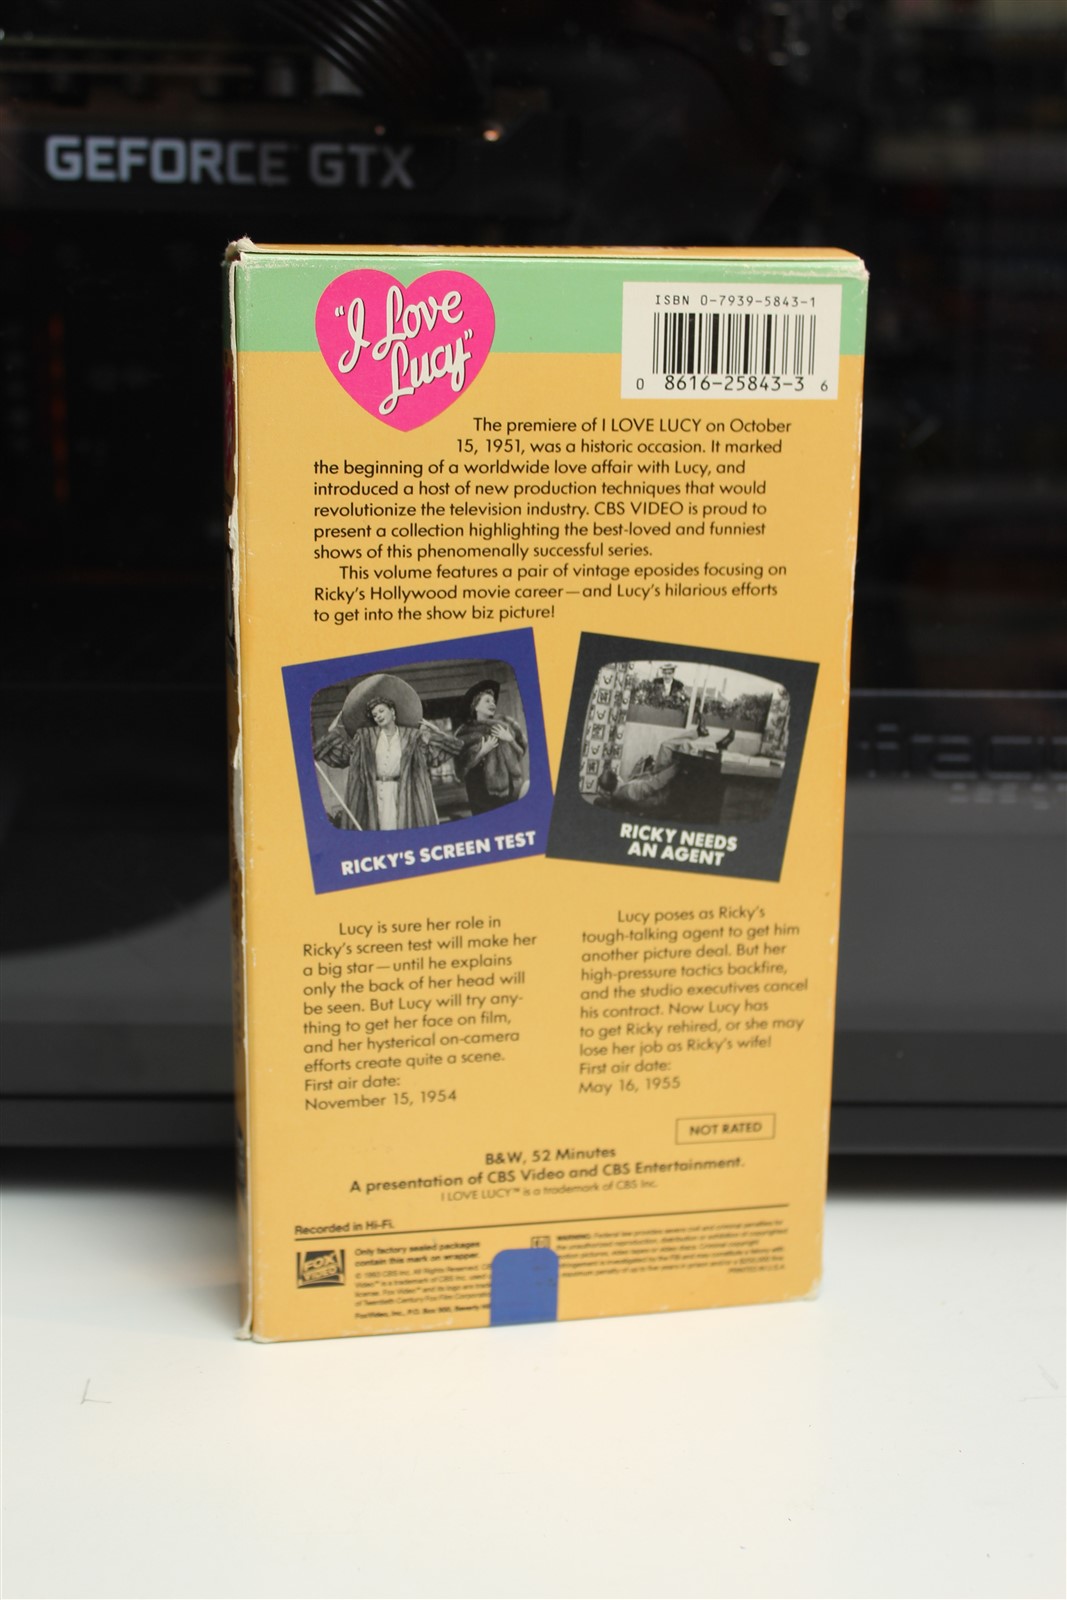 GEFORCE GTX
"I Love
Lucy"
ISBN 0-7939-5843-1
0 8616-25843-3 6
The premiere of I LOVE LUCY on October
15, 1951, was a historic occasion. It marked
the beginning of a worldwide love affair with Lucy, and
introduced a host of new production techniques that would
revolutionize the television industry. CBS VIDEO is proud to
present a collection highlighting the best-loved and funniest
shows of this phenomenally successful series.
This volume features a pair of vintage eposides focusing on
Ricky's Hollywood movie career—and Lucy's hilarious efforts
to get into the show biz picture!
RICKY'S SCREEN TEST
Lucy is sure her role in
Ricky's screen test will make her
a big star—until he explains
only the back of her head will
be seen. But Lucy will try any-
thing to get her face on film,
and her hysterical on-camera
efforts create quite a scene.
First air date:
November 15, 1954
RICKY NEEDS
AN AGENT
Lucy poses as Ricky's
tough-talking agent to get him
another picture deal. But her
high-pressure tactics backfire,
and the studio executives cancel
his contract. Now Lucy has
to get Ricky rehired, or she may
lose her job as Ricky's wife!
First air date:
May 16, 1955
NOT RATED
B&W, 52 Minutes
A presentation of CBS Video and CBS Entertainment.
I LOVE LUCY™ is a trademark of CBS Inc.
Recorded in Hi-Fi.
FOX
VIDEO
Only factory sealed packages
contain this mark on wrapper.